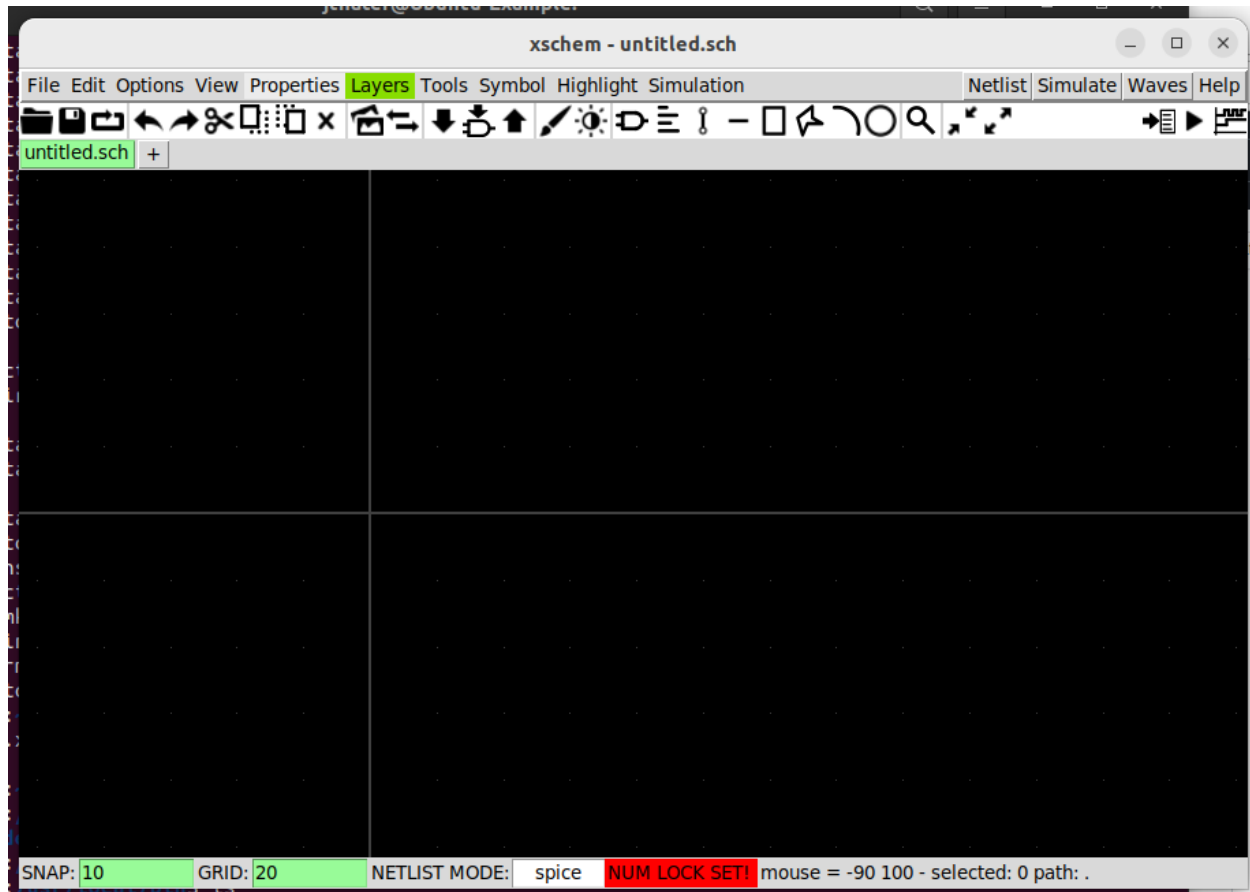 xschem - untitled.sch
File Edit Options View Properties Layers Tools Symbol Highlight Simulation Netlist Simulate Waves Help
untitled.sch +
SNAP: 10 GRID: 20 NETLIST MODE: spice NUM LOCK SET! mouse = -90 100 - selected: 0 path: .